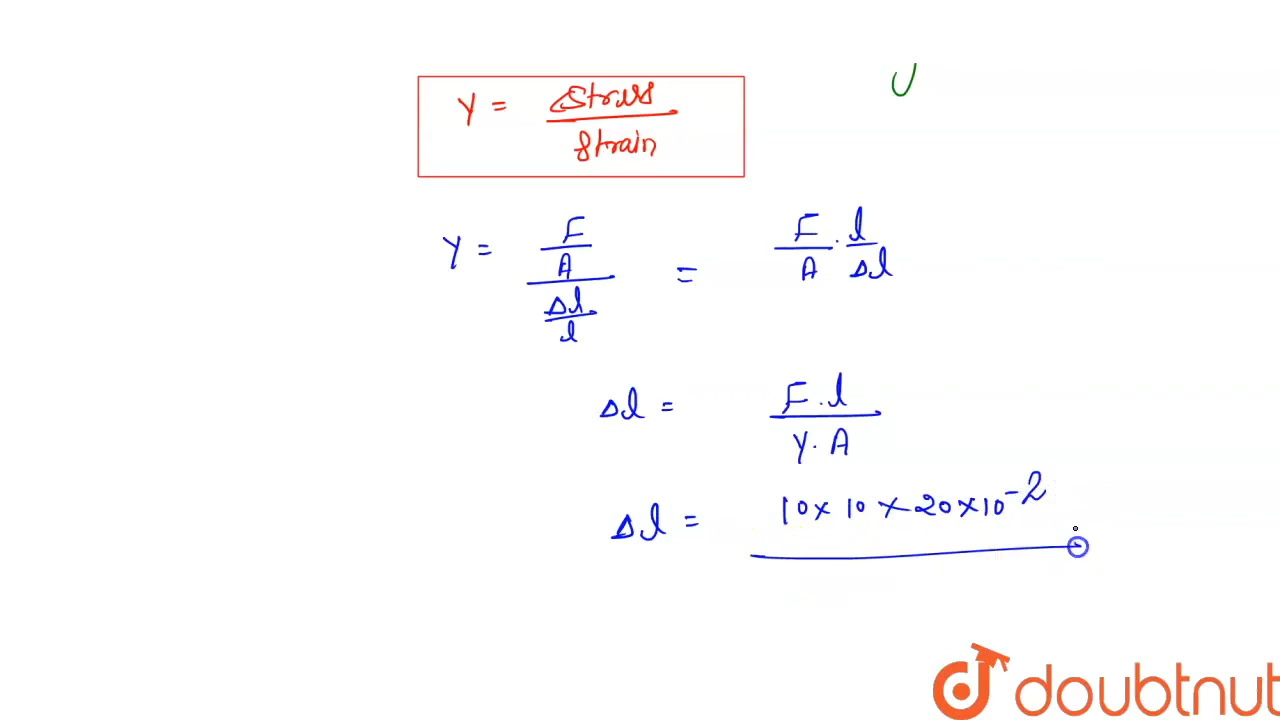 Y = Stress / Strain
Y = (F / A) / (Δl / l) = F / A . l / Δl
Δl = F . l / Y . A
Δl = 10 × 10 × 20 × 10⁻²
doubtnut